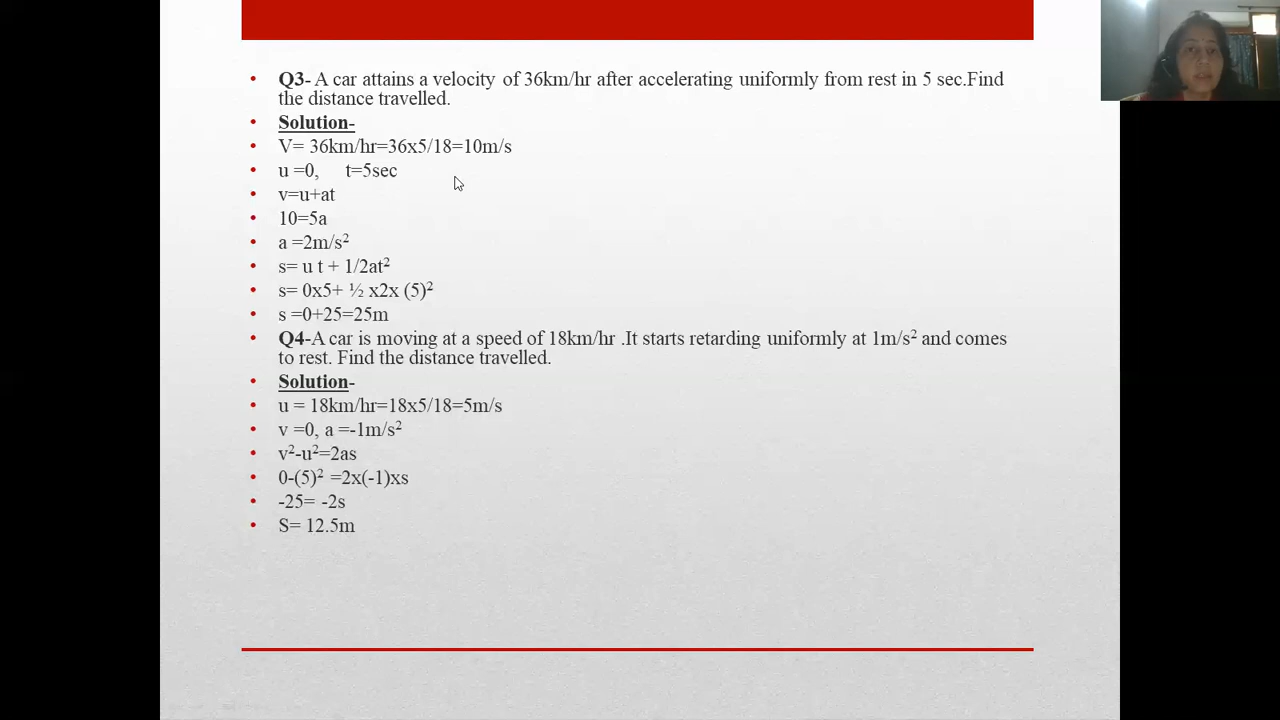 Q3- A car attains a velocity of 36km/hr after accelerating uniformly from rest in 5 sec.Find
the distance travelled.
Solution-
V= 36km/hr=36x5/18=10m/s
u =0, t=5sec
v=u+at
10=5a
a =2m/s²
s= u t + 1/2at²
s= 0x5+ ½ x2x (5)²
s =0+25=25m
Q4-A car is moving at a speed of 18km/hr .It starts retarding uniformly at 1m/s² and comes
to rest. Find the distance travelled.
Solution-
u = 18km/hr=18x5/18=5m/s
v =0, a =-1m/s²
v²-u²=2as
0-(5)² =2x(-1)xs
-25= -2s
S= 12.5m